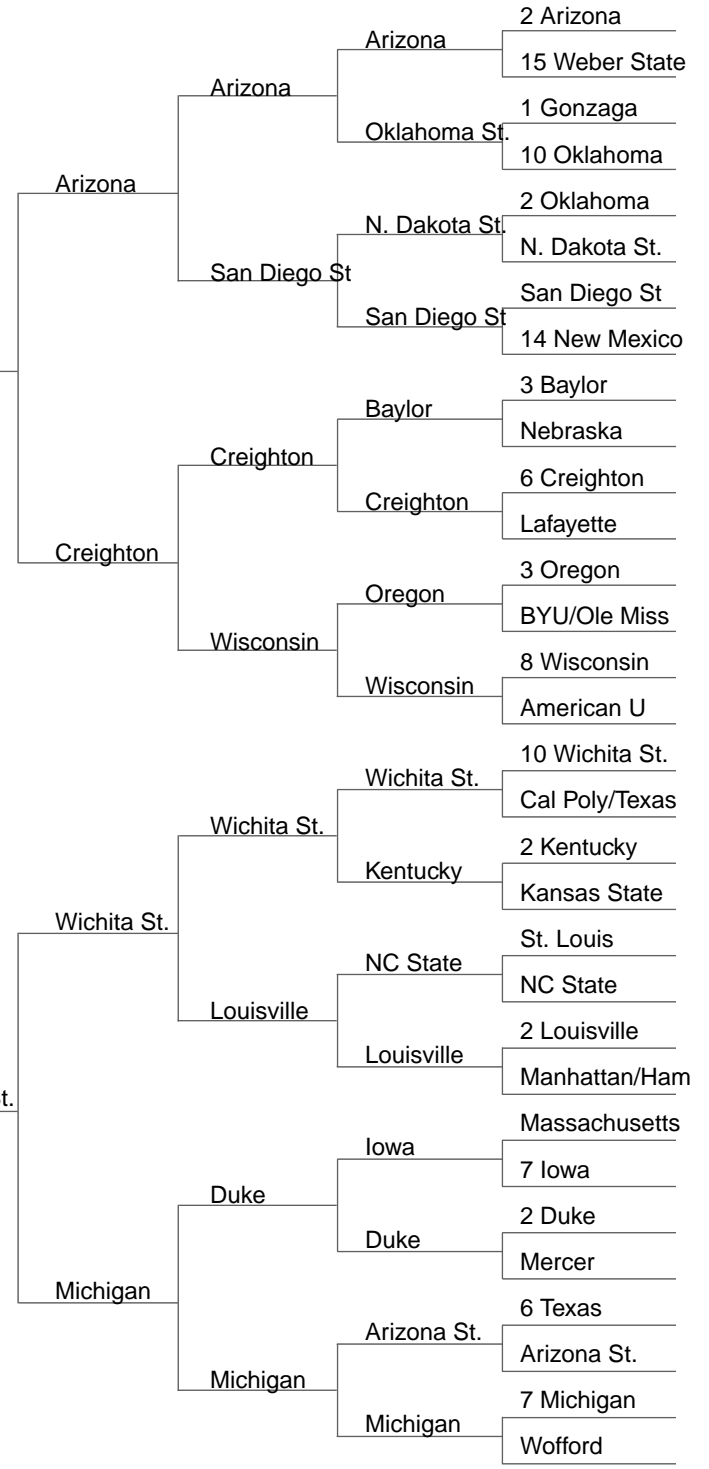 2 Arizona
Arizona
15 Weber State
Arizona
1 Gonzaga
Oklahoma St.
10 Oklahoma
Arizona
2 Oklahoma
N. Dakota St.
N. Dakota St.
San Diego St
San Diego St
San Diego St
14 New Mexico
3 Baylor
Baylor
Nebraska
Creighton
6 Creighton
Creighton
Lafayette
Creighton
3 Oregon
Oregon
BYU/Ole Miss
Wisconsin
8 Wisconsin
Wisconsin
American U
10 Wichita St.
Wichita St.
Cal Poly/Texas
Wichita St.
2 Kentucky
Kentucky
Kansas State
Wichita St.
St. Louis
NC State
NC State
Louisville
2 Louisville
Louisville
Manhattan/Ham
t.
Massachusetts
Iowa
7 Iowa
Duke
2 Duke
Duke
Mercer
Michigan
6 Texas
Arizona St.
Arizona St.
Michigan
7 Michigan
Michigan
Wofford